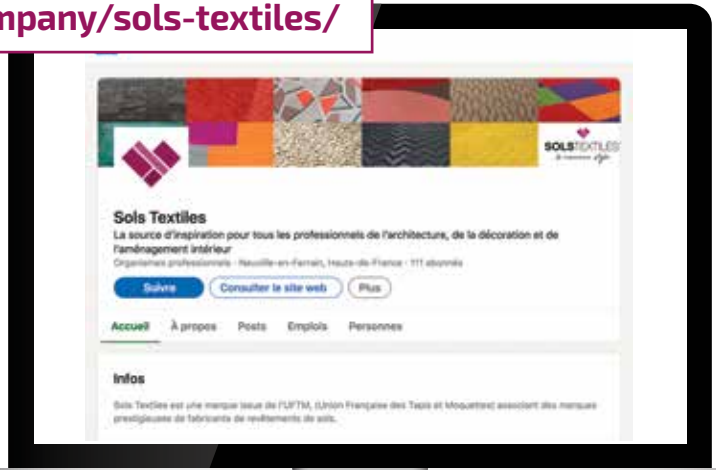 mpany/sols-textiles/
SOLSTEXTILES
Sols Textiles
La source d'inspiration pour tous les professionnels de l'architecture, de la décoration et de
l'aménagement intérieur
Organismes professionnels · Neuville-en-Ferrain, Hauts-de-France · 111 abonnés
Suivre
Consulter le site web
Plus
Accueil
À propos
Posts
Emplois
Personnes
Infos
Sols Textiles est une marque issue de l'UFTM, (Union Française des Tapis et Moquettes) associant des marques
prestigieuses de fabricants de revêtements de sols.